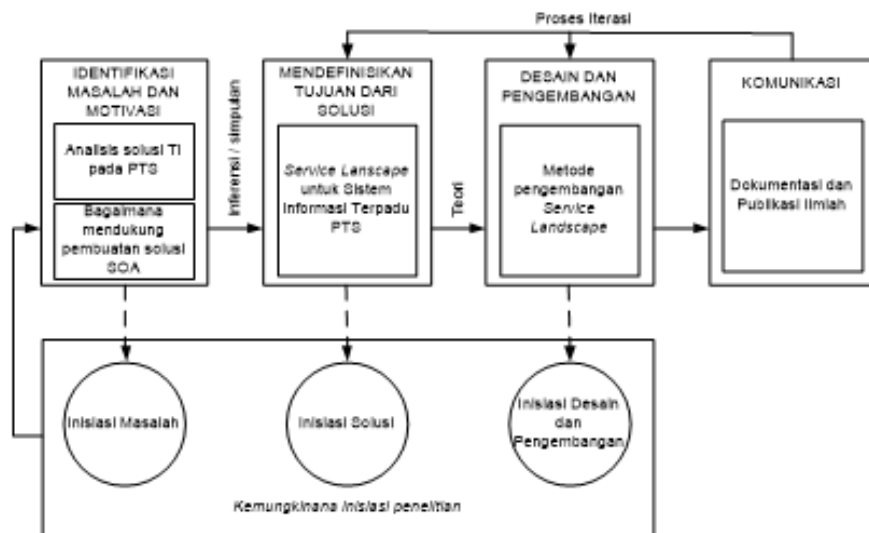 Proses Iterasi
IDENTIFIKASI
MASALAH DAN
MOTIVASI
Analisis solusi TI
pada PTS
Bagaimana
mendukung
pembuatan solusi
SOA
Inferensi / simpulan
MENDEFINISIKAN
TUJUAN DARI
SOLUSI
Service Lanscape
untuk Sistem
Informasi Terpadu
PTS
Teori
DESAIN DAN
PENGEMBANGAN
Metode
pengembangan
Service
Landscape
KOMUNIKASI
Dokumentasi dan
Publikasi Ilmiah
Inisiasi Masalah
Inisiasi Solusi
Inisiasi Desain
dan
Pengembangan
Kemungkinana inisiasi penelitian